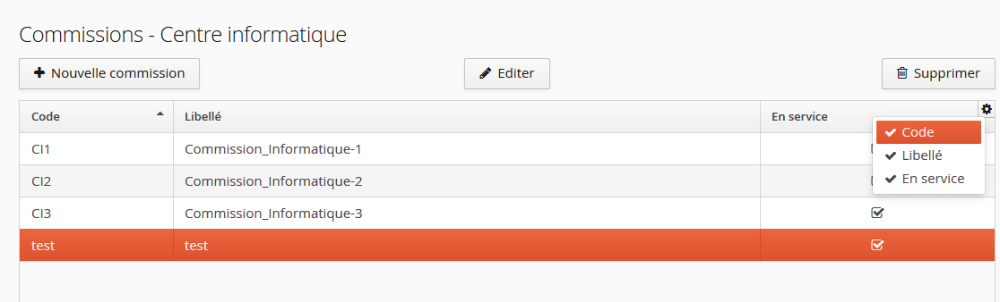 Commissions - Centre informatique
Nouvelle commission
Editer
Supprimer
Code
Libellé
En service
CI1
Commission_Informatique-1
CI2
Commission_Informatique-2
CI3
Commission_Informatique-3
test
test
Code
Libellé
En service